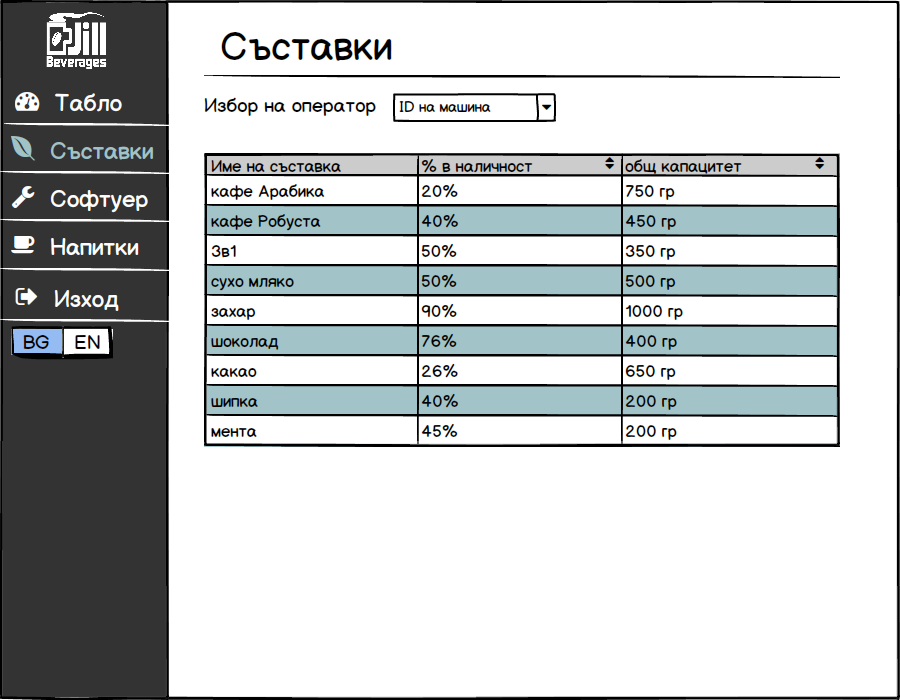 Jill
Beverages
Табло
Съставки
Софтуер
Напитки
Изход
BG EN
Съставки
Избор на оператор ID на машина
Име на съставка % в наличност общ капацитет
кафе Арабика 20% 750 гр
кафе Робуста 40% 450 гр
3в1 50% 350 гр
сухо мляко 50% 500 гр
захар 90% 1000 гр
шоколад 76% 400 гр
какао 26% 650 гр
шипка 40% 200 гр
мента 45% 200 гр